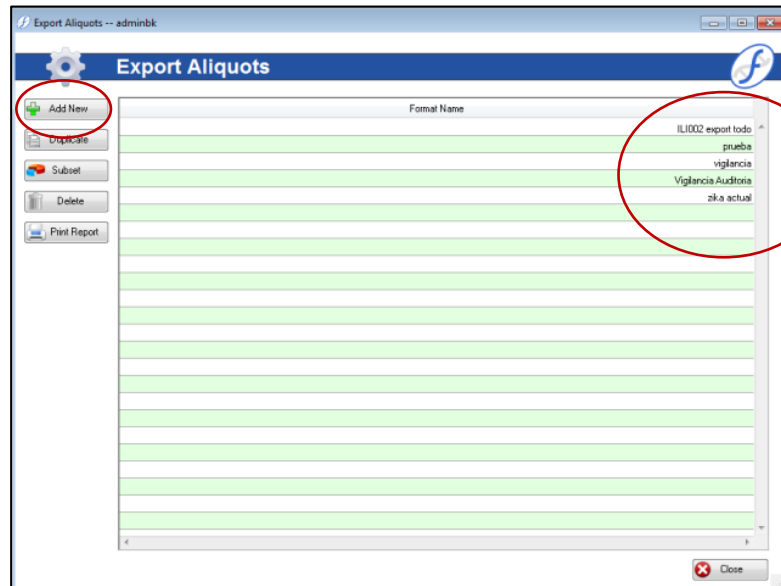 Export Aliquots -- adminbk
Export Aliquots
Add New
Duplicate
Subset
Delete
Print Report
Format Name
ILI002 export todo
prueba
vigilancia
Vigilancia Auditoria
zika actual
Close